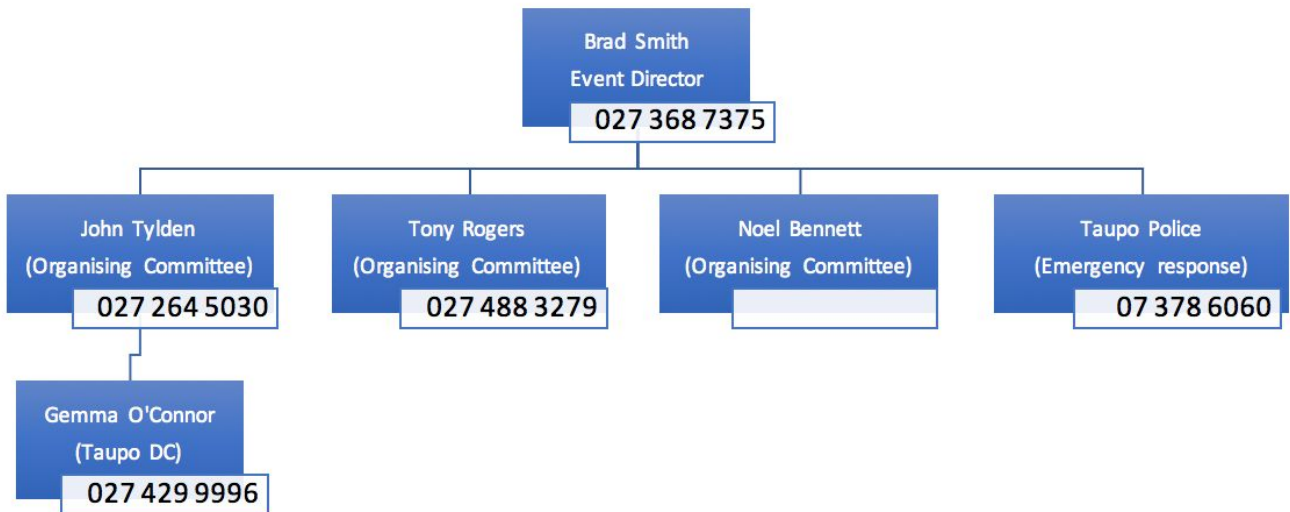 Brad Smith
Event Director
027 368 7375
John Tylden
(Organising Committee)
027 264 5030
Tony Rogers
(Organising Committee)
027 488 3279
Noel Bennett
(Organising Committee)
Taupo Police
(Emergency response)
07 378 6060
Gemma O'Connor
(Taupo DC)
027 429 9996